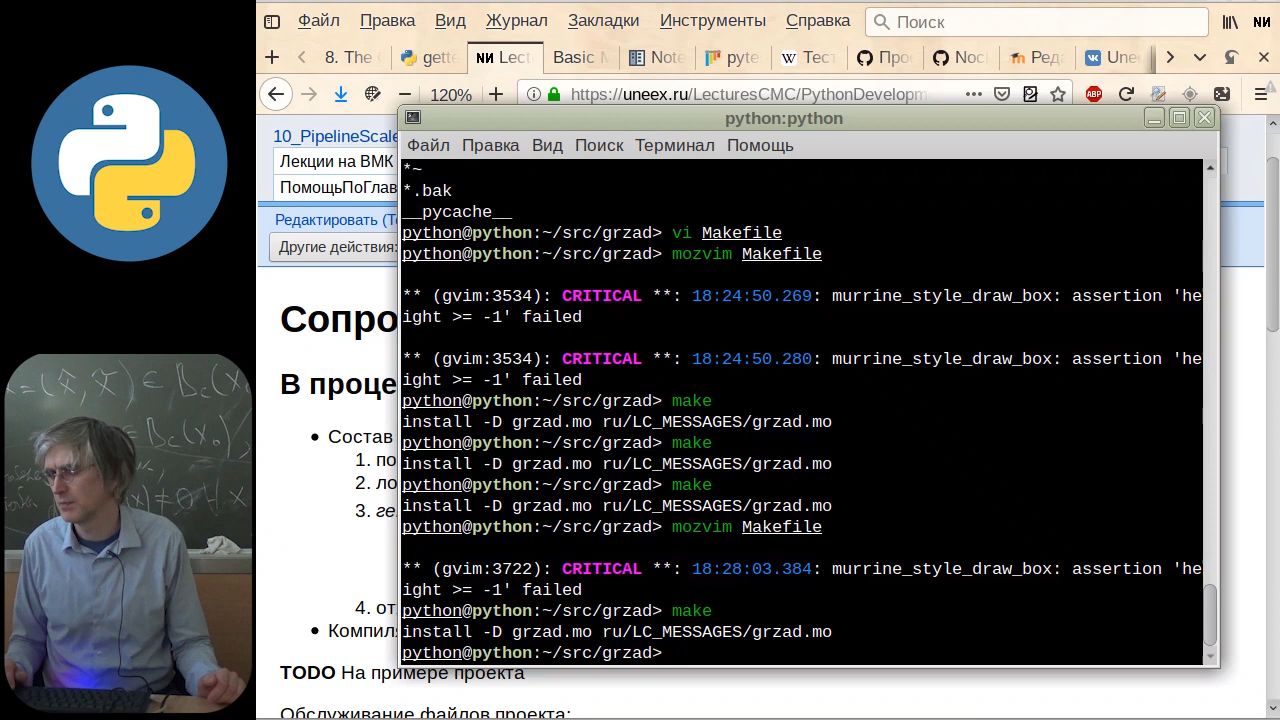 Файл Правка Вид Журнал Закладки Инструменты Справка Поиск
8. The gette Lec Basic Note pyte Тест Про Noc Реда Une
120% https://uneex.ru/LecturesCMC/PythonDevelopm ABP
10_PipelineScale
Лекции на ВМК
ПомощьПоГлав
Редактировать (Те
Другие действия:
Сопро
В проце
Состав
1. по
2. ло
3. ге
4. от
Компиля
TODO На примере проекта
Обслуживание файлов проекта:
python:python
Файл Правка Вид Поиск Терминал Помощь
*~
*.bak
__pycache__
python@python:~/src/grzad> vi Makefile
python@python:~/src/grzad> mozvim Makefile
** (gvim:3534): CRITICAL **: 18:24:50.269: murrine_style_draw_box: assertion 'he
ight >= -1' failed
** (gvim:3534): CRITICAL **: 18:24:50.280: murrine_style_draw_box: assertion 'he
ight >= -1' failed
python@python:~/src/grzad> make
install -D grzad.mo ru/LC_MESSAGES/grzad.mo
python@python:~/src/grzad> make
install -D grzad.mo ru/LC_MESSAGES/grzad.mo
python@python:~/src/grzad> make
install -D grzad.mo ru/LC_MESSAGES/grzad.mo
python@python:~/src/grzad> mozvim Makefile
** (gvim:3722): CRITICAL **: 18:28:03.384: murrine_style_draw_box: assertion 'he
ight >= -1' failed
python@python:~/src/grzad> make
install -D grzad.mo ru/LC_MESSAGES/grzad.mo
python@python:~/src/grzad>